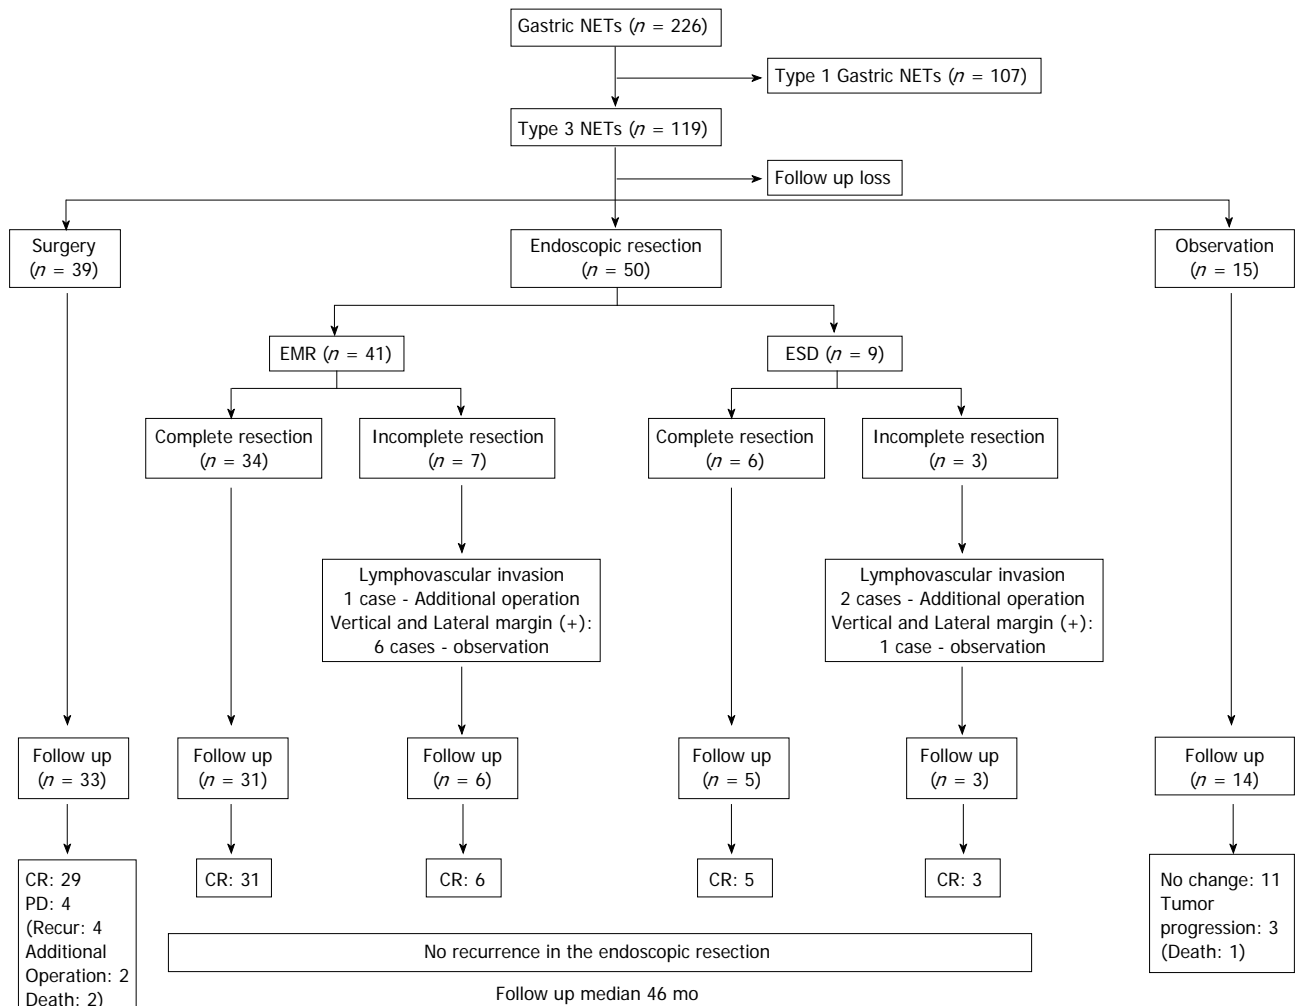 Gastric NETs (n = 226)
Type 1 Gastric NETs (n = 107)
Type 3 NETs (n = 119)
Follow up loss
Surgery
(n = 39)
Endoscopic resection
(n = 50)
Observation
(n = 15)
EMR (n = 41)
ESD (n = 9)
Complete resection
(n = 34)
Incomplete resection
(n = 7)
Complete resection
(n = 6)
Incomplete resection
(n = 3)
Lymphovascular invasion
1 case - Additional operation
Vertical and Lateral margin (+):
6 cases - observation
Lymphovascular invasion
2 cases - Additional operation
Vertical and Lateral margin (+):
1 case - observation
Follow up
(n = 33)
Follow up
(n = 31)
Follow up
(n = 6)
Follow up
(n = 5)
Follow up
(n = 3)
Follow up
(n = 14)
CR: 29
PD: 4
(Recur: 4
Additional
Operation: 2
Death: 2)
CR: 31
CR: 6
CR: 5
CR: 3
No change: 11
Tumor
progression: 3
(Death: 1)
No recurrence in the endoscopic resection
Follow up median 46 mo